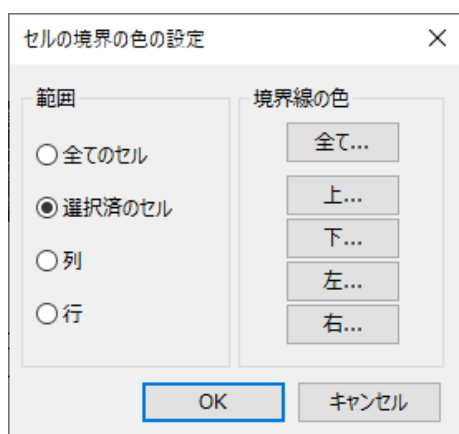 セルの境界の色の設定
範囲
全てのセル
選択済のセル
列
行
境界線の色
全て...
上...
下...
左...
右...
OK
キャンセル